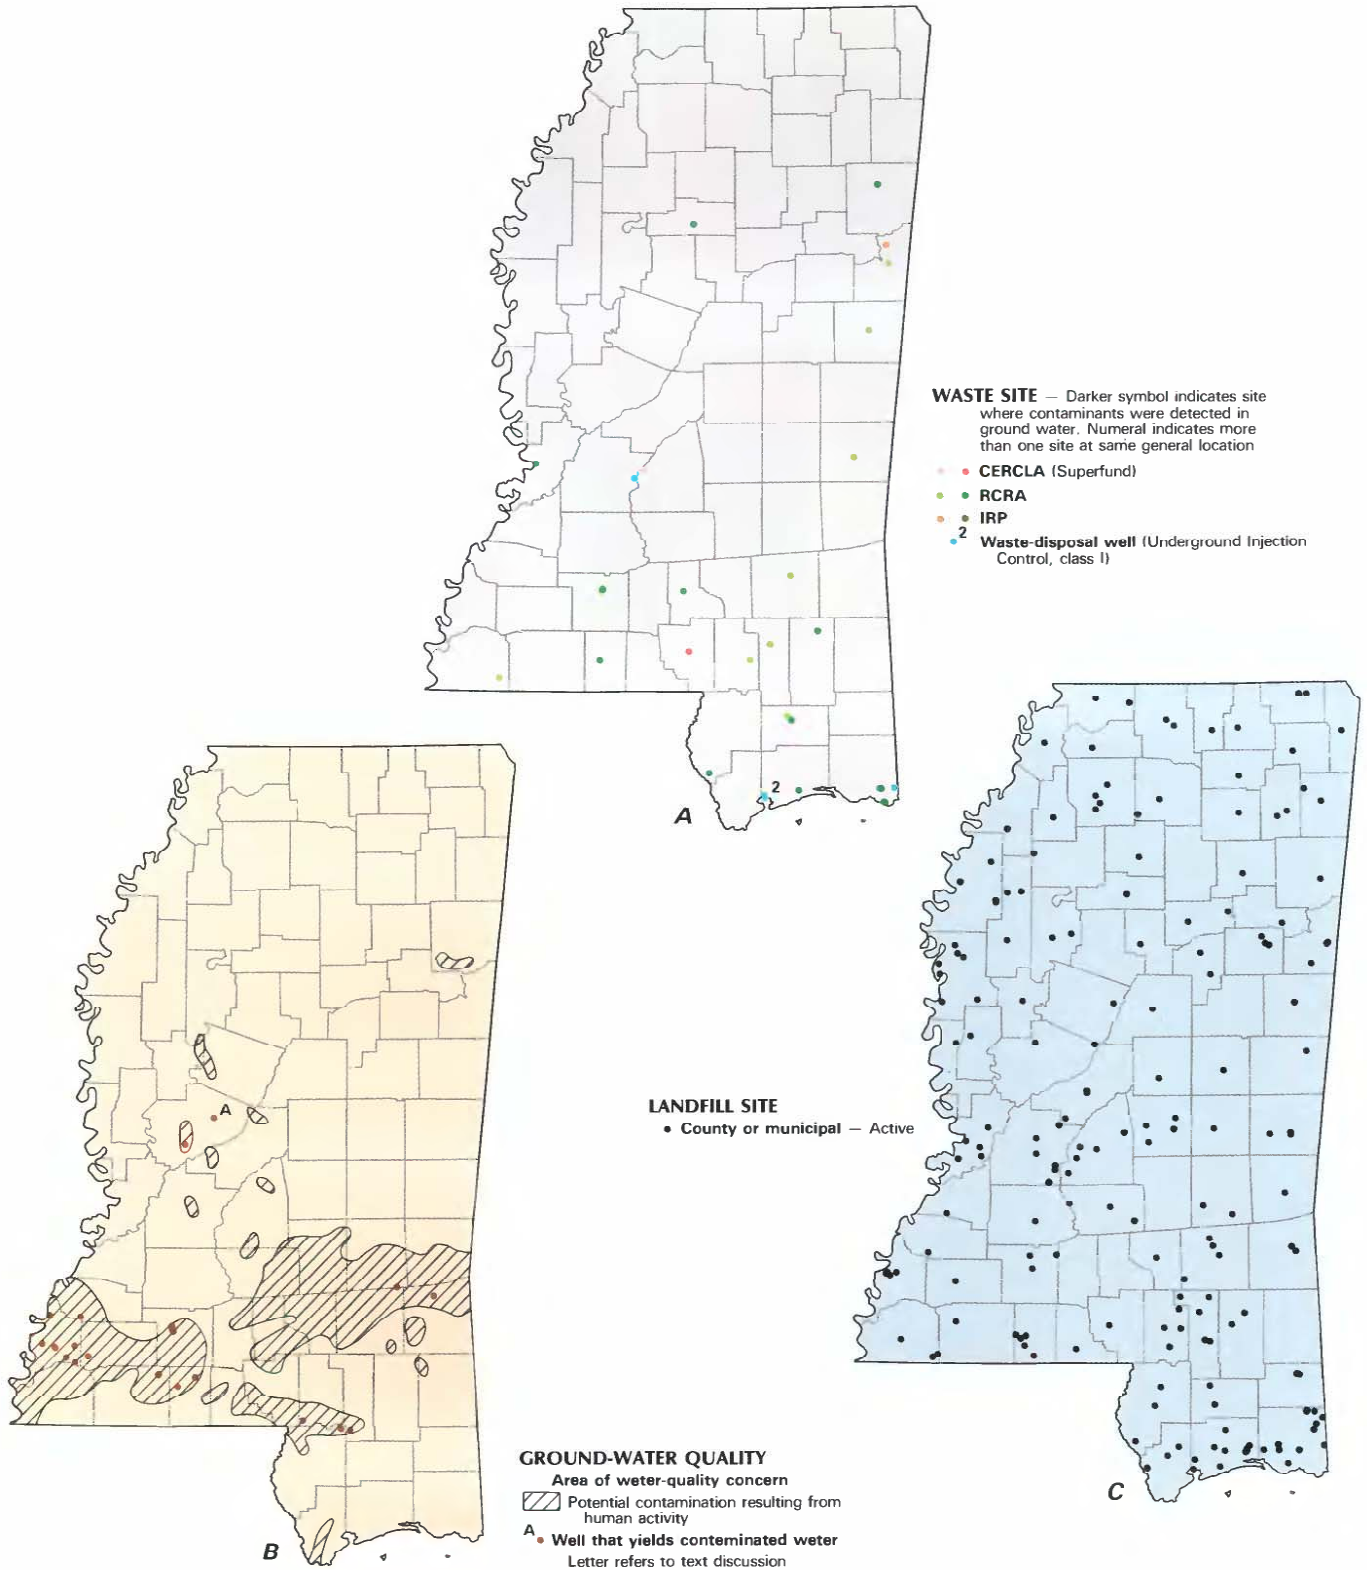 WASTE SITE — Darker symbol indicates site
where contaminants were detected in
ground water. Numeral indicates more
than one site at same general location
CERCLA (Superfund)
RCRA
IRP
2
Waste-disposal well (Underground Injection
Control, class I)
2
A
A
LANDFILL SITE
County or municipal — Active
GROUND-WATER QUALITY
Area of water-quality concern
Potential contamination resulting from
human activity
A
Well that yields contaminated water
Letter refers to text discussion
B
C